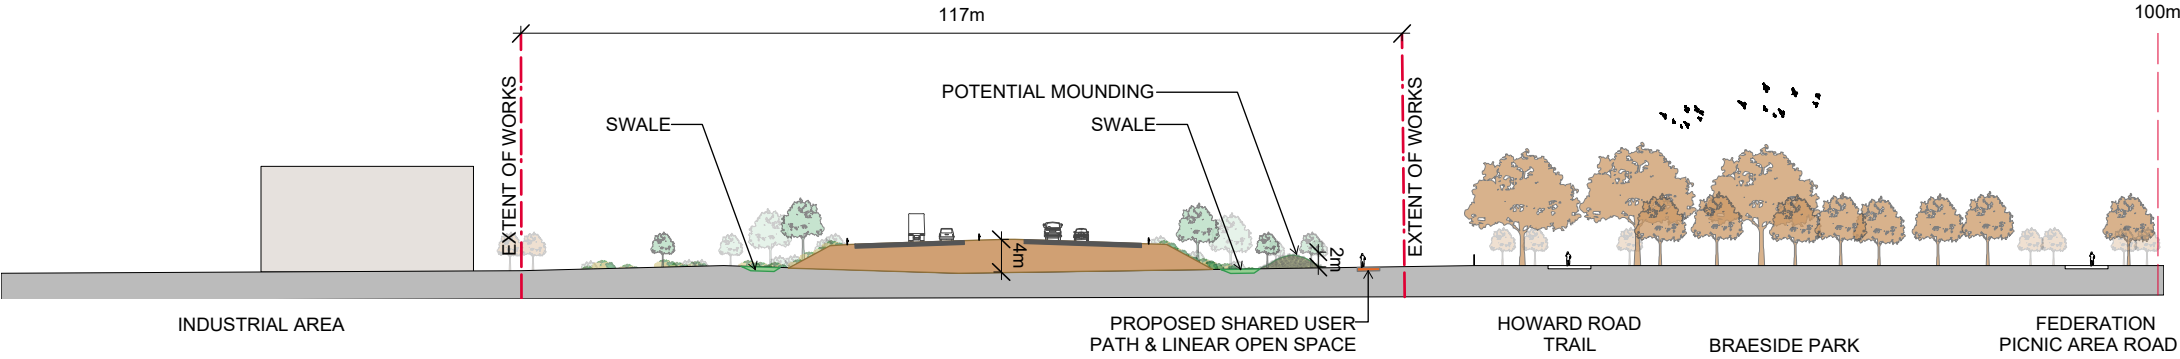 117m
100m
EXTENT OF WORKS
EXTENT OF WORKS
POTENTIAL MOUNDING
SWALE
SWALE
4m
2m
INDUSTRIAL AREA
PROPOSED SHARED USER
PATH & LINEAR OPEN SPACE
HOWARD ROAD
TRAIL
BRAESIDE PARK
FEDERATION
PICNIC AREA ROAD